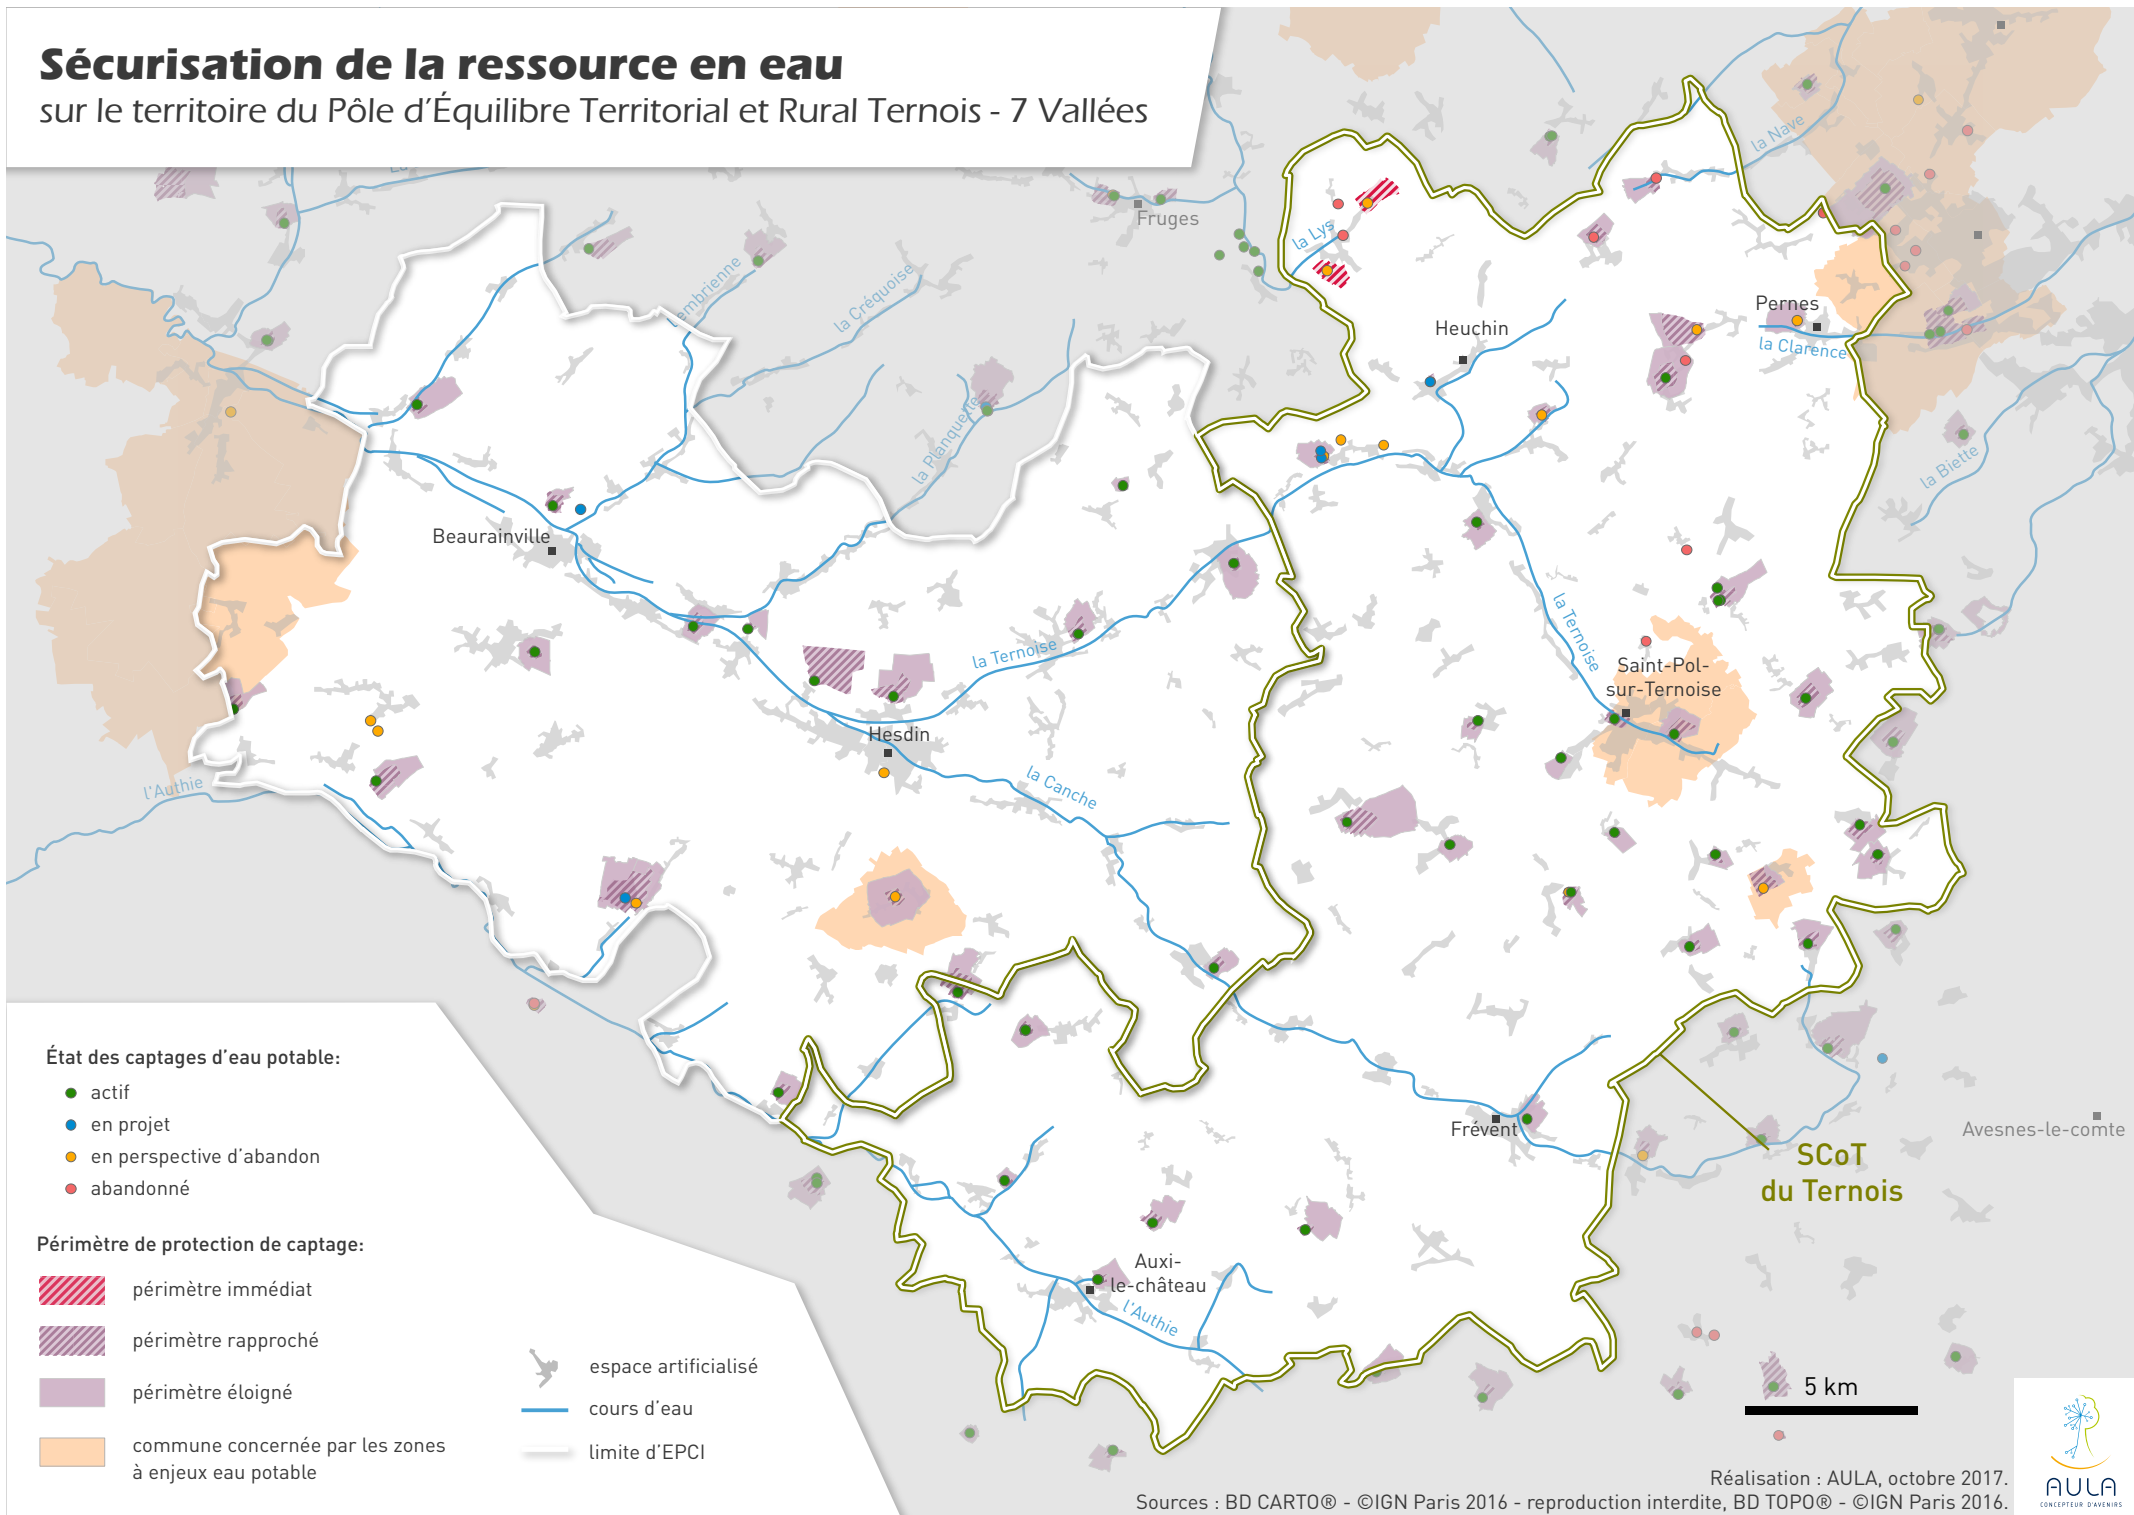 Sécurisation de la ressource en eau
sur le territoire du Pôle d'Équilibre Territorial et Rural Ternois - 7 Vallées
la Nave
Fruges
la Lys
la Créquoise
Pernes
Heuchin
la Clarence
la Planquette
la Biette
Beaurainville
la Ternoise
la Ternoise
Saint-Pol-
sur-Ternoise
Hesdin
la Canche
l'Authie
État des captages d'eau potable:
actif
en projet
en perspective d'abandon
abandonné
Frévent
Avesnes-le-comte
SCoT
du Ternois
Périmètre de protection de captage:
périmètre immédiat
périmètre rapproché
périmètre éloigné
commune concernée par les zones
à enjeux eau potable
espace artificialisé
cours d'eau
limite d'EPCI
Auxi-
le-château
l'Authie
5 km
Réalisation : AULA, octobre 2017.
Sources : BD CARTO® - ©IGN Paris 2016 - reproduction interdite, BD TOPO® - ©IGN Paris 2016.
AULA
CONCEPTEUR D'AVENIRS